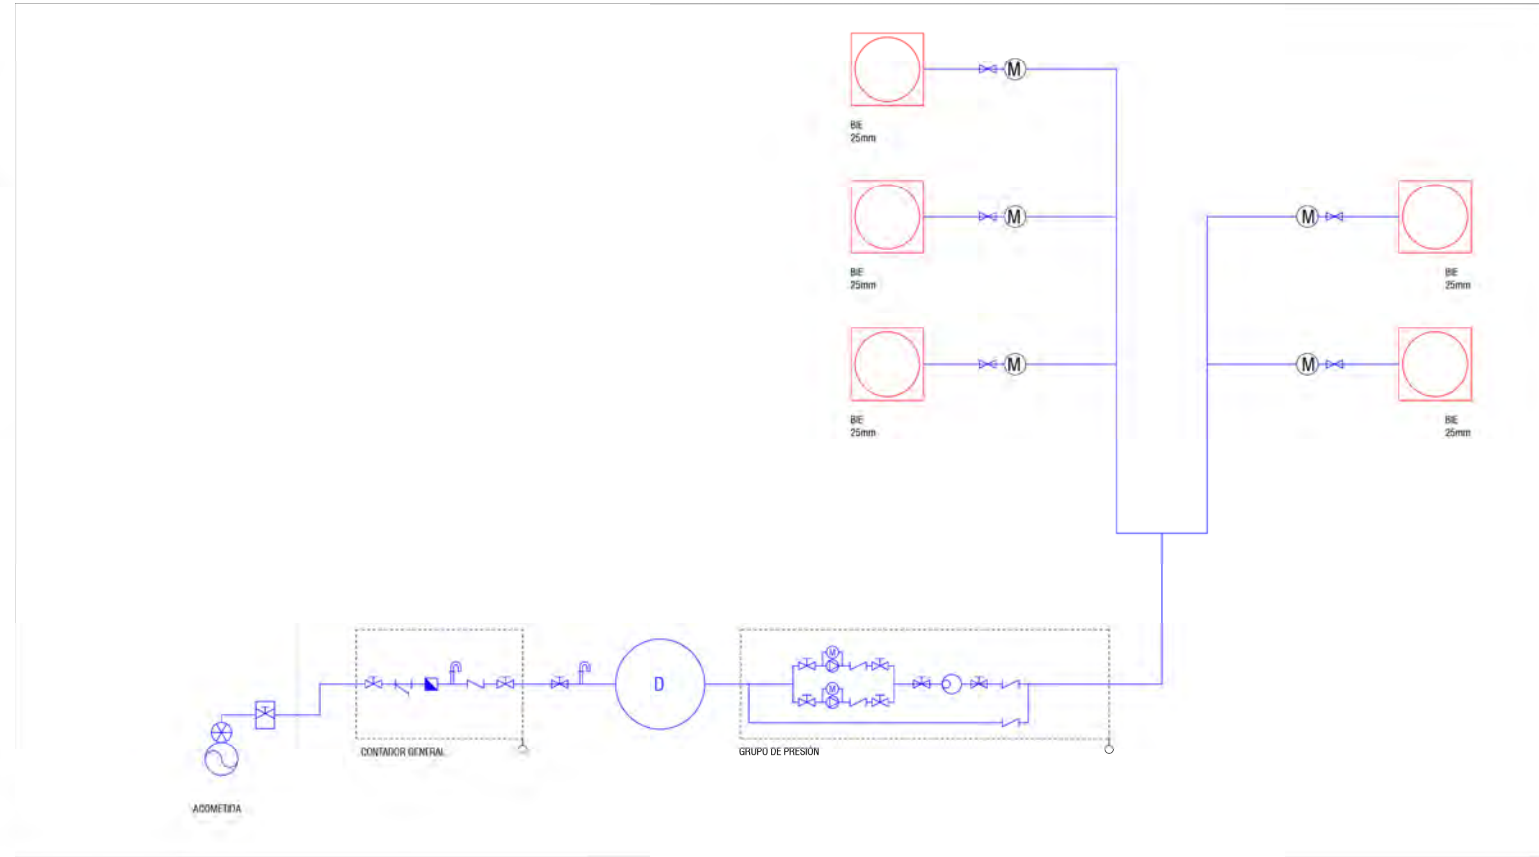 M
BIE
25mm
M
M
BIE
25mm
BIE
25mm
M
M
BIE
25mm
BIE
25mm
M
M
D
CONTADOR GENERAL
GRUPO DE PRESIÓN
ACOMETIDA